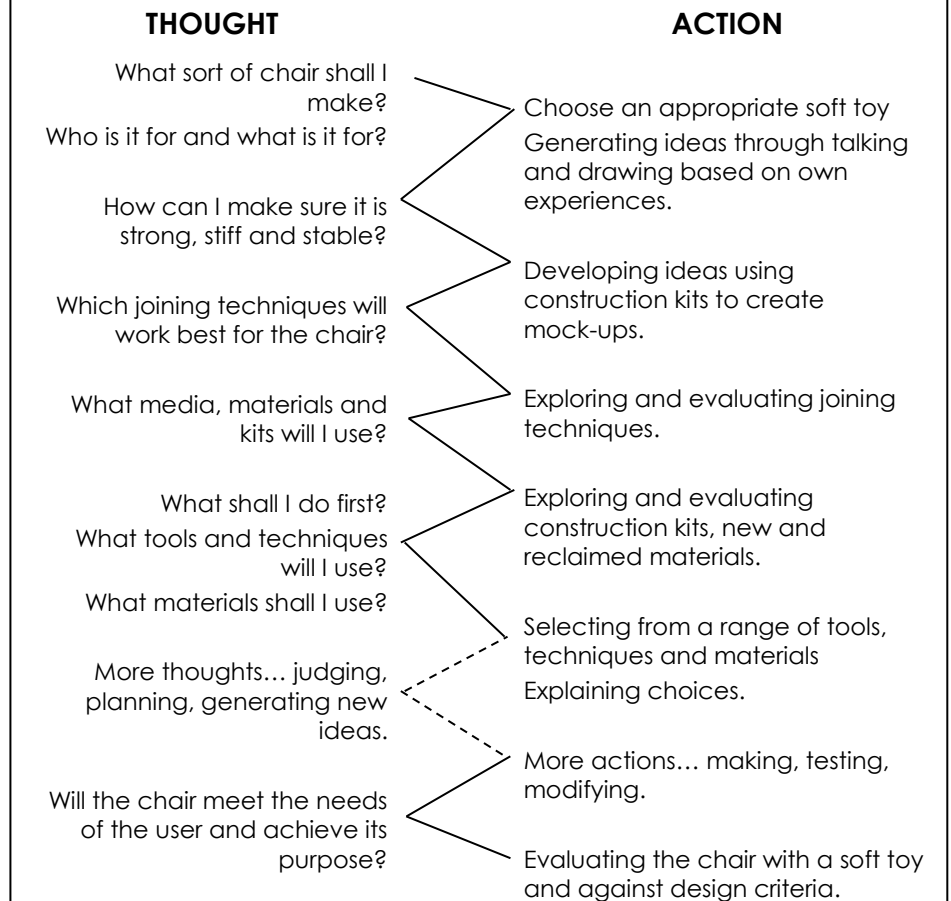 THOUGHT
ACTION
What sort of chair shall I
make?
Who is it for and what is it for?
Choose an appropriate soft toy
Generating ideas through talking
and drawing based on own
experiences.
How can I make sure it is
strong, stiff and stable?
Developing ideas using
construction kits to create
mock-ups.
Which joining techniques will
work best for the chair?
Exploring and evaluating joining
techniques.
What media, materials and
kits will I use?
Exploring and evaluating
construction kits, new and
reclaimed materials.
What shall I do first?
What tools and techniques
will I use?
What materials shall I use?
Selecting from a range of tools,
techniques and materials
Explaining choices.
More thoughts... judging,
planning, generating new
ideas.
More actions... making, testing,
modifying.
Will the chair meet the needs
of the user and achieve its
purpose?
Evaluating the chair with a soft toy
and against design criteria.